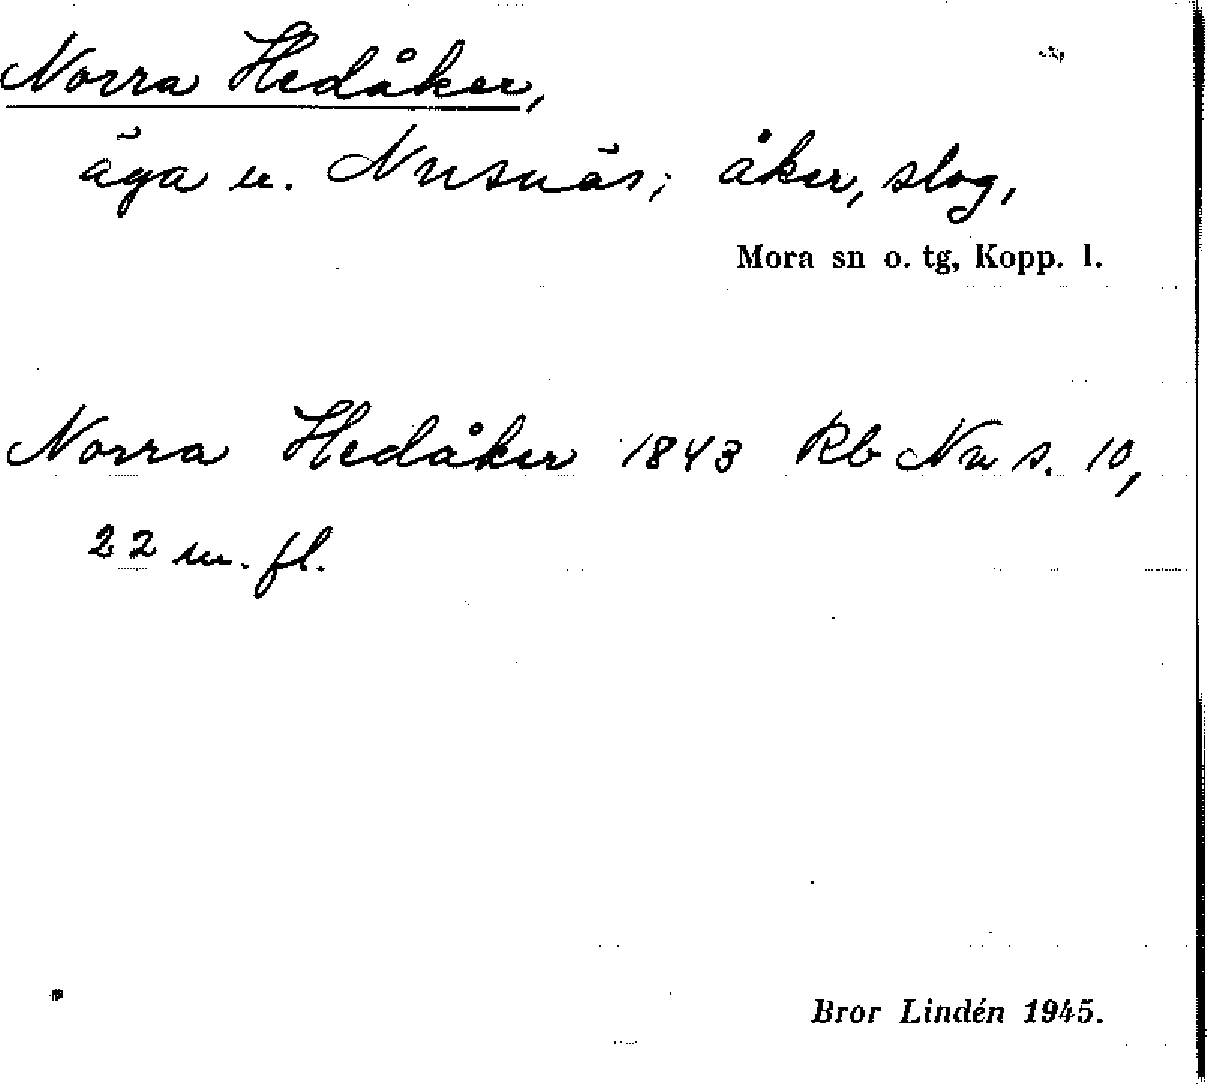 Norra Hedåker,
äga u. Nusnäs; åker, slog,
Mora sn o. tg, Kopp. l.
Norra Hedåker 1843 Rb Nu s. 10,
22 m. fl.
Bror Lindén 1945.